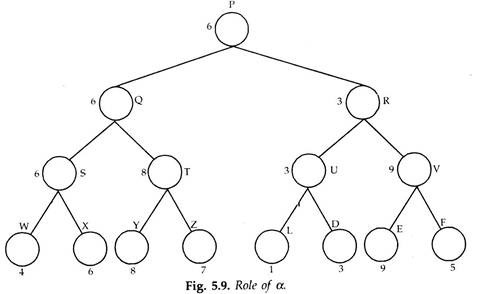 P
6
6 Q 3 R
6 S 8 T 3 U 9 V
W X Y Z L D E F
4 6 8 7 1 3 9 5
Fig. 5.9. Role of α.